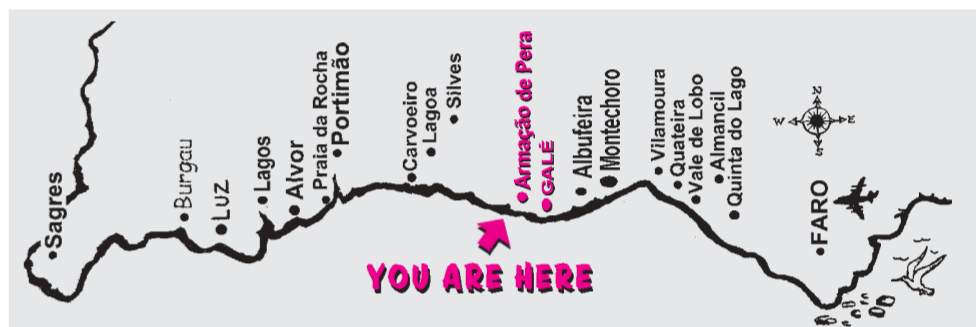 Sagres
Burgau
LUZ
Lagos
Alvor
Praia da Rocha
Portimão
Carvoeiro
Lagoa
Silves
Armação de Pera
GALÉ
Albufeira
Montechoro
Vilamoura
Quateira
Vale de Lobo
Almancil
Quinta do Lago
FARO
N
W
E
S
YOU ARE HERE